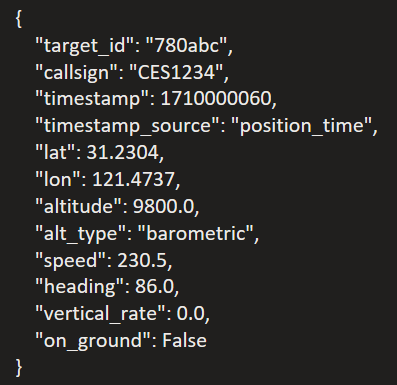 {
"target_id": "780abc",
"callsign": "CES1234",
"timestamp": 1710000060,
"timestamp_source": "position_time",
"lat": 31.2304,
"lon": 121.4737,
"altitude": 9800.0,
"alt_type": "barometric",
"speed": 230.5,
"heading": 86.0,
"vertical_rate": 0.0,
"on_ground": False
}